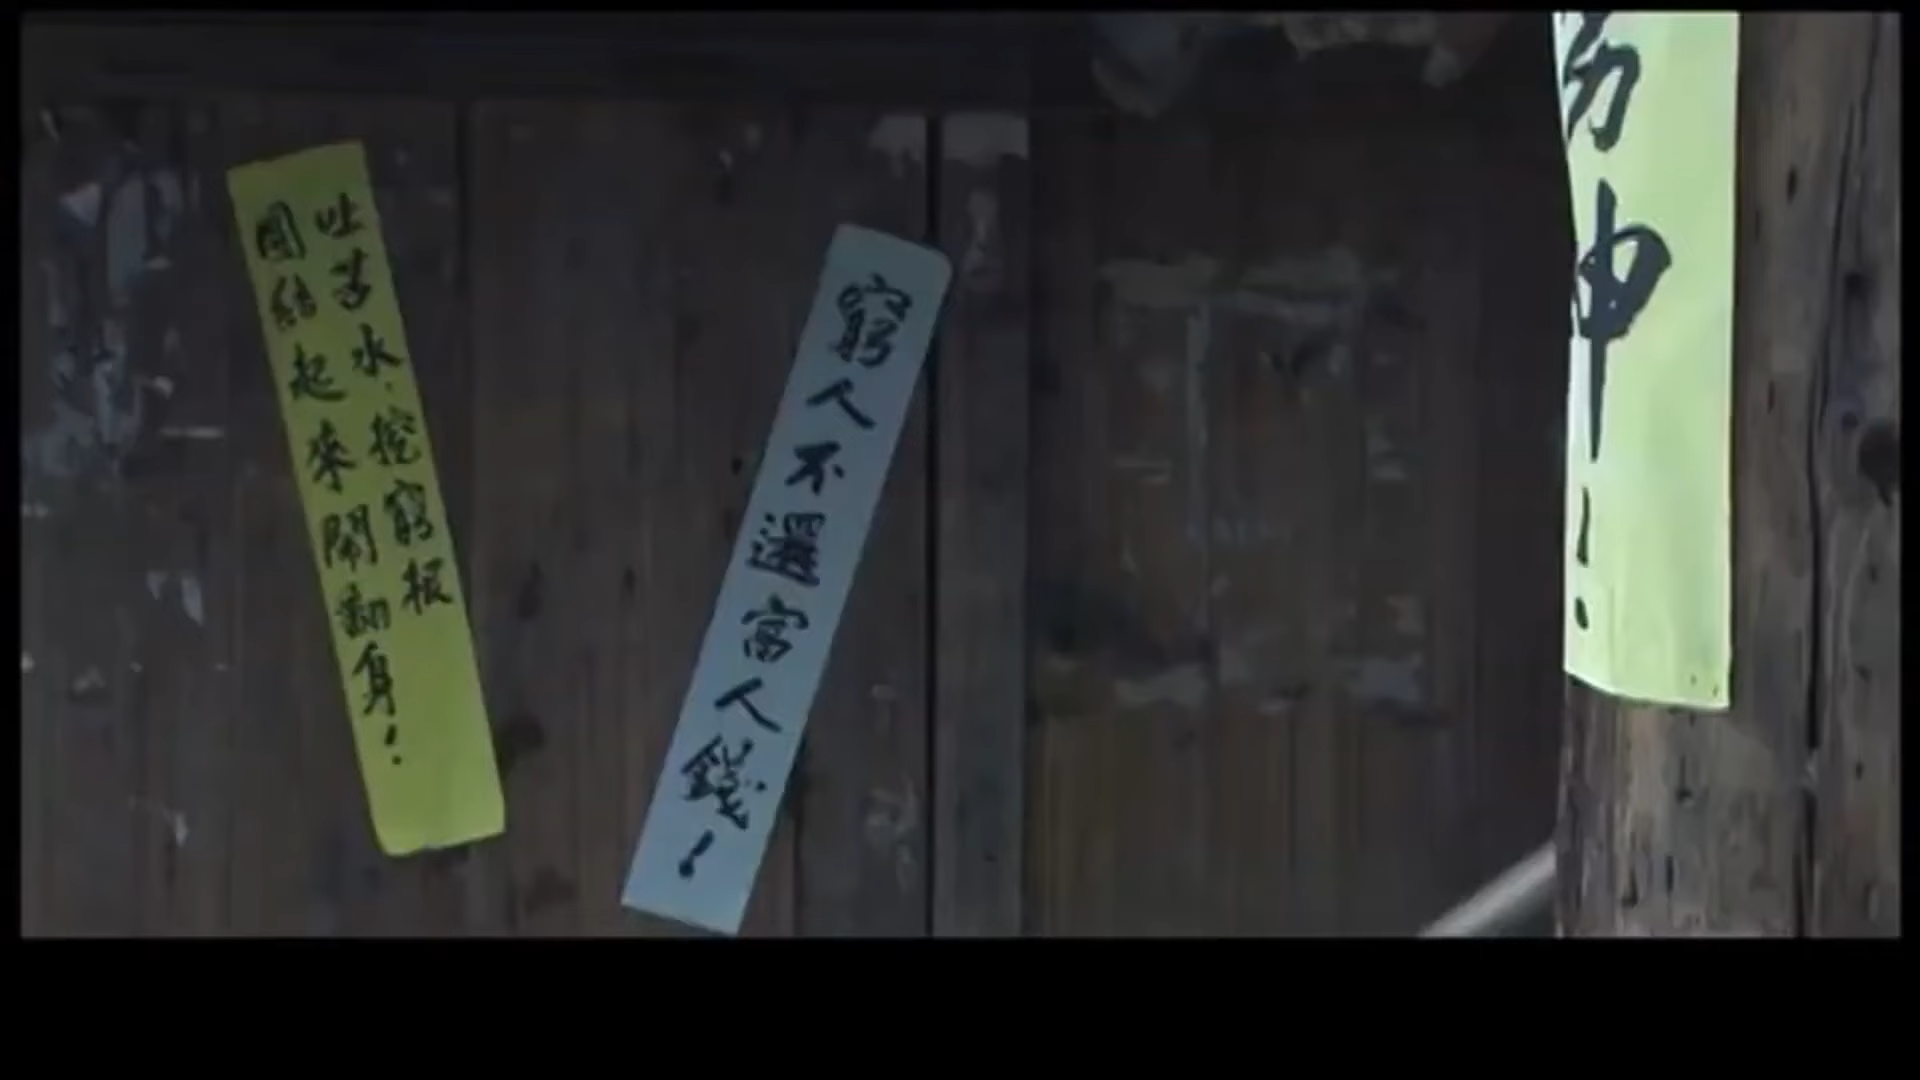 吐苦水、挖窮根
團結起來鬧翻身！
窮人不還富人錢！
紳！